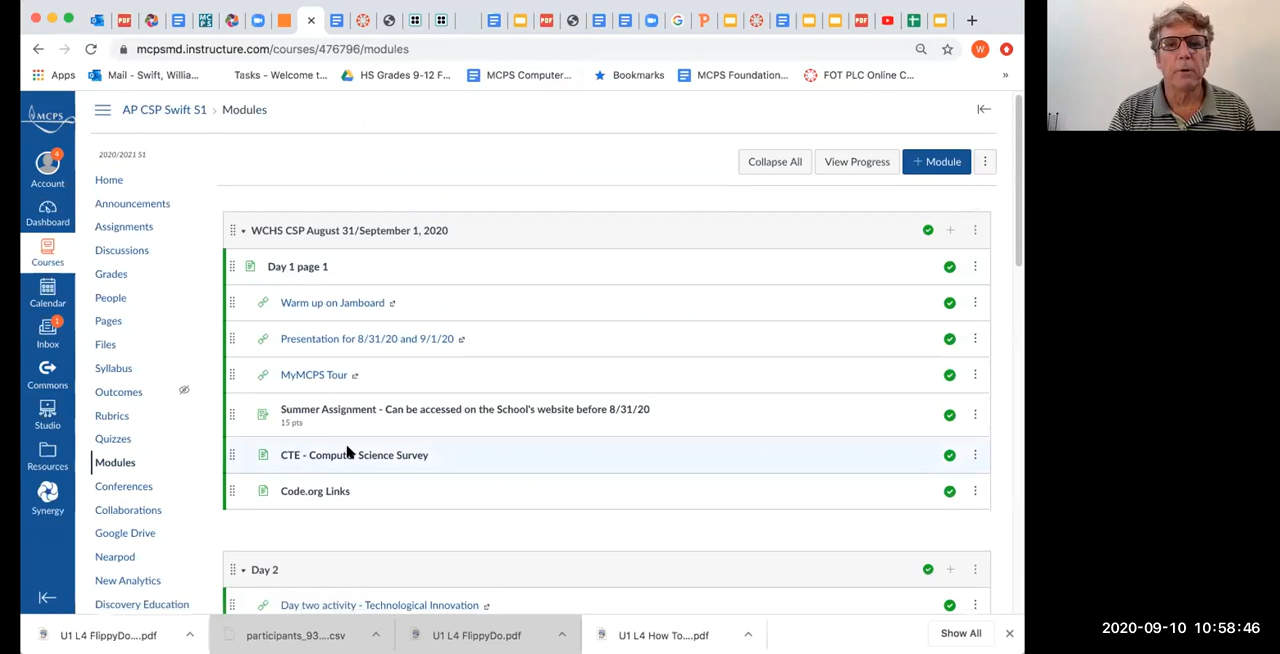 W
mcpsmd.instructure.com/courses/476796/modules
Apps
Mail - Swift, Willia...
Tasks - Welcome t...
HS Grades 9-12 F...
MCPS Computer...
Bookmarks
MCPS Foundation...
FOT PLC Online C...
»
MCPS
AP CSP Swift S1 > Modules
2020/2021 S1
Collapse All
View Progress
+ Module
4
Account
Dashboard
Courses
Calendar
1
Inbox
Commons
Studio
Resources
Synergy
Home
Announcements
Assignments
Discussions
Grades
People
Pages
Files
Syllabus
Outcomes
Rubrics
Quizzes
Modules
Conferences
Collaborations
Google Drive
Nearpod
New Analytics
Discovery Education
WCHS CSP August 31/September 1, 2020
Day 1 page 1
Warm up on Jamboard
Presentation for 8/31/20 and 9/1/20
MyMCPS Tour
Summer Assignment - Can be accessed on the School's website before 8/31/20
15 pts
CTE - Computer Science Survey
Code.org Links
Day 2
Day two activity - Technological Innovation
U1 L4 FlippyDo....pdf
participants_93....csv
U1 L4 FlippyDo.pdf
U1 L4 How To....pdf
Show All
2020-09-10 10:58:46